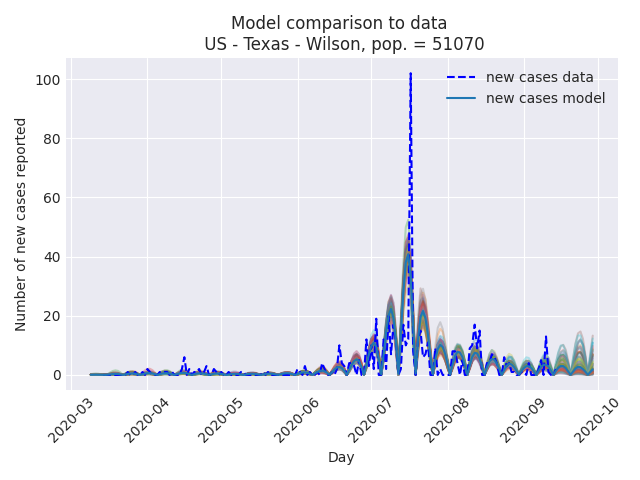 Model comparison to data
US - Texas - Wilson, pop. = 51070
new cases data
new cases model
Number of new cases reported
100
80
60
40
20
0
2020-03
2020-04
2020-05
2020-06
2020-07
2020-08
2020-09
2020-10
Day